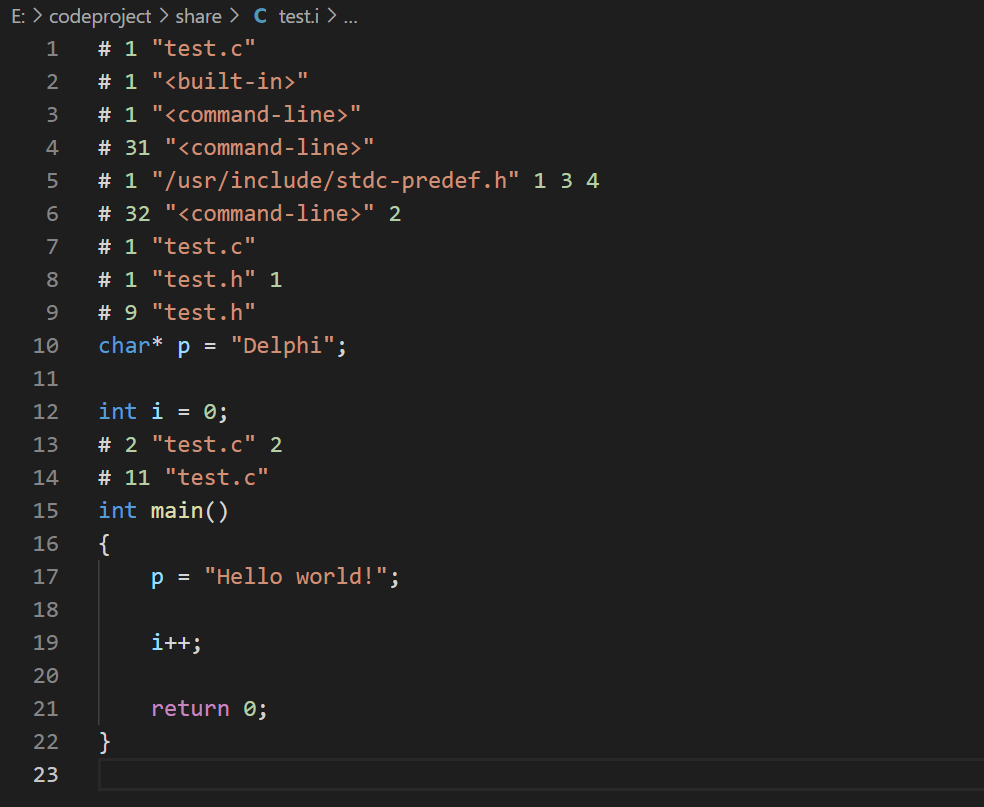 E: > codeproject > share > C test.i > ...
1 # 1 "test.c"
2 # 1 "<built-in>"
3 # 1 "<command-line>"
4 # 31 "<command-line>"
5 # 1 "/usr/include/stdc-predef.h" 1 3 4
6 # 32 "<command-line>" 2
7 # 1 "test.c"
8 # 1 "test.h" 1
9 # 9 "test.h"
10 char* p = "Delphi";
11
12 int i = 0;
13 # 2 "test.c" 2
14 # 11 "test.c"
15 int main()
16 {
17     p = "Hello world!";
18
19     i++;
20
21     return 0;
22 }
23